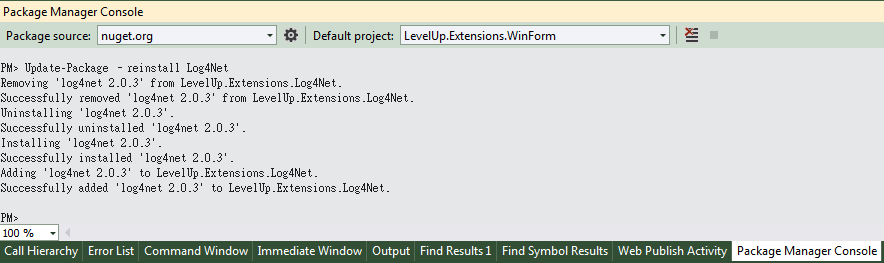 Package Manager Console
Package source: nuget.org Default project: LevelUp.Extensions.WinForm
PM> Update-Package -reinstall Log4Net
Removing 'log4net 2.0.3' from LevelUp.Extensions.Log4Net.
Successfully removed 'log4net 2.0.3' from LevelUp.Extensions.Log4Net.
Uninstalling 'log4net 2.0.3'.
Successfully uninstalled 'log4net 2.0.3'.
Installing 'log4net 2.0.3'.
Successfully installed 'log4net 2.0.3'.
Adding 'log4net 2.0.3' to LevelUp.Extensions.Log4Net.
Successfully added 'log4net 2.0.3' to LevelUp.Extensions.Log4Net.
PM>
100 %
Call Hierarchy Error List Command Window Immediate Window Output Find Results 1 Find Symbol Results Web Publish Activity Package Manager Console